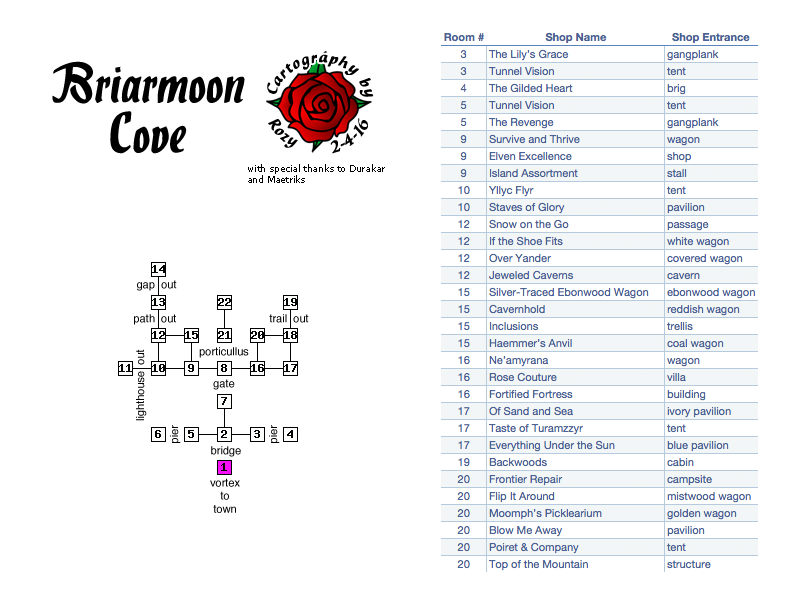 Briarmoon
Cove
Cartography by
Rozy 2-4-16
with special thanks to Durakar
and Maetriks
14
gap out
13 22 19
path out trail out
12 15 21 20 18
porticullus
lighthouse out
11 10 9 8 16 17
gate
7
6 pier 5 2 3 pier 4
bridge
1
vortex
to
town
Room # Shop Name Shop Entrance
3 The Lily's Grace gangplank
3 Tunnel Vision tent
4 The Gilded Heart brig
5 Tunnel Vision tent
5 The Revenge gangplank
9 Survive and Thrive wagon
9 Elven Excellence shop
9 Island Assortment stall
10 Yllyc Flyr tent
10 Staves of Glory pavilion
12 Snow on the Go passage
12 If the Shoe Fits white wagon
12 Over Yander covered wagon
12 Jeweled Caverns cavern
15 Silver-Traced Ebonwood Wagon ebonwood wagon
15 Cavernhold reddish wagon
15 Inclusions trellis
15 Haemmer's Anvil coal wagon
16 Ne'amyrana wagon
16 Rose Couture villa
16 Fortified Fortress building
17 Of Sand and Sea ivory pavilion
17 Taste of Turamzzyr tent
17 Everything Under the Sun blue pavilion
19 Backwoods cabin
20 Frontier Repair campsite
20 Flip It Around mistwood wagon
20 Moomph's Picklearium golden wagon
20 Blow Me Away pavilion
20 Poiret & Company tent
20 Top of the Mountain structure